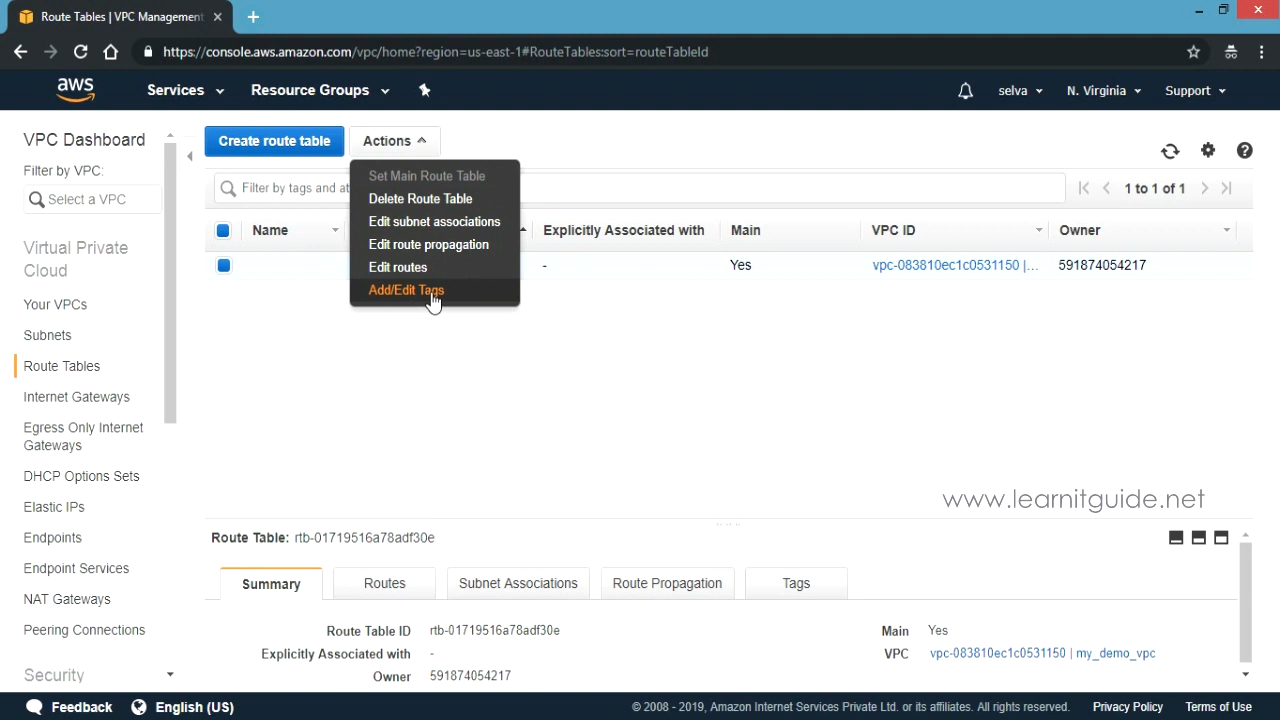 Route Tables | VPC Management
https://console.aws.amazon.com/vpc/home?region=us-east-1#RouteTables:sort=routeTableId
aws
Services
Resource Groups
selva
N. Virginia
Support
VPC Dashboard
Filter by VPC:
Select a VPC
Virtual Private
Cloud
Your VPCs
Subnets
Route Tables
Internet Gateways
Egress Only Internet
Gateways
DHCP Options Sets
Elastic IPs
Endpoints
Endpoint Services
NAT Gateways
Peering Connections
Security
Create route table
Actions
Set Main Route Table
Delete Route Table
Edit subnet associations
Edit route propagation
Edit routes
Add/Edit Tags
Filter by tags and at
1 to 1 of 1
Name Explicitly Associated with Main VPC ID Owner
- Yes vpc-083810ec1c0531150 |... 591874054217
www.learnitguide.net
Route Table: rtb-01719516a78adf30e
Summary Routes Subnet Associations Route Propagation Tags
Route Table ID rtb-01719516a78adf30e Main Yes
Explicitly Associated with - VPC vpc-083810ec1c0531150 | my_demo_vpc
Owner 591874054217
Feedback English (US) © 2008 - 2019, Amazon Internet Services Private Ltd. or its affiliates. All rights reserved. Privacy Policy Terms of Use